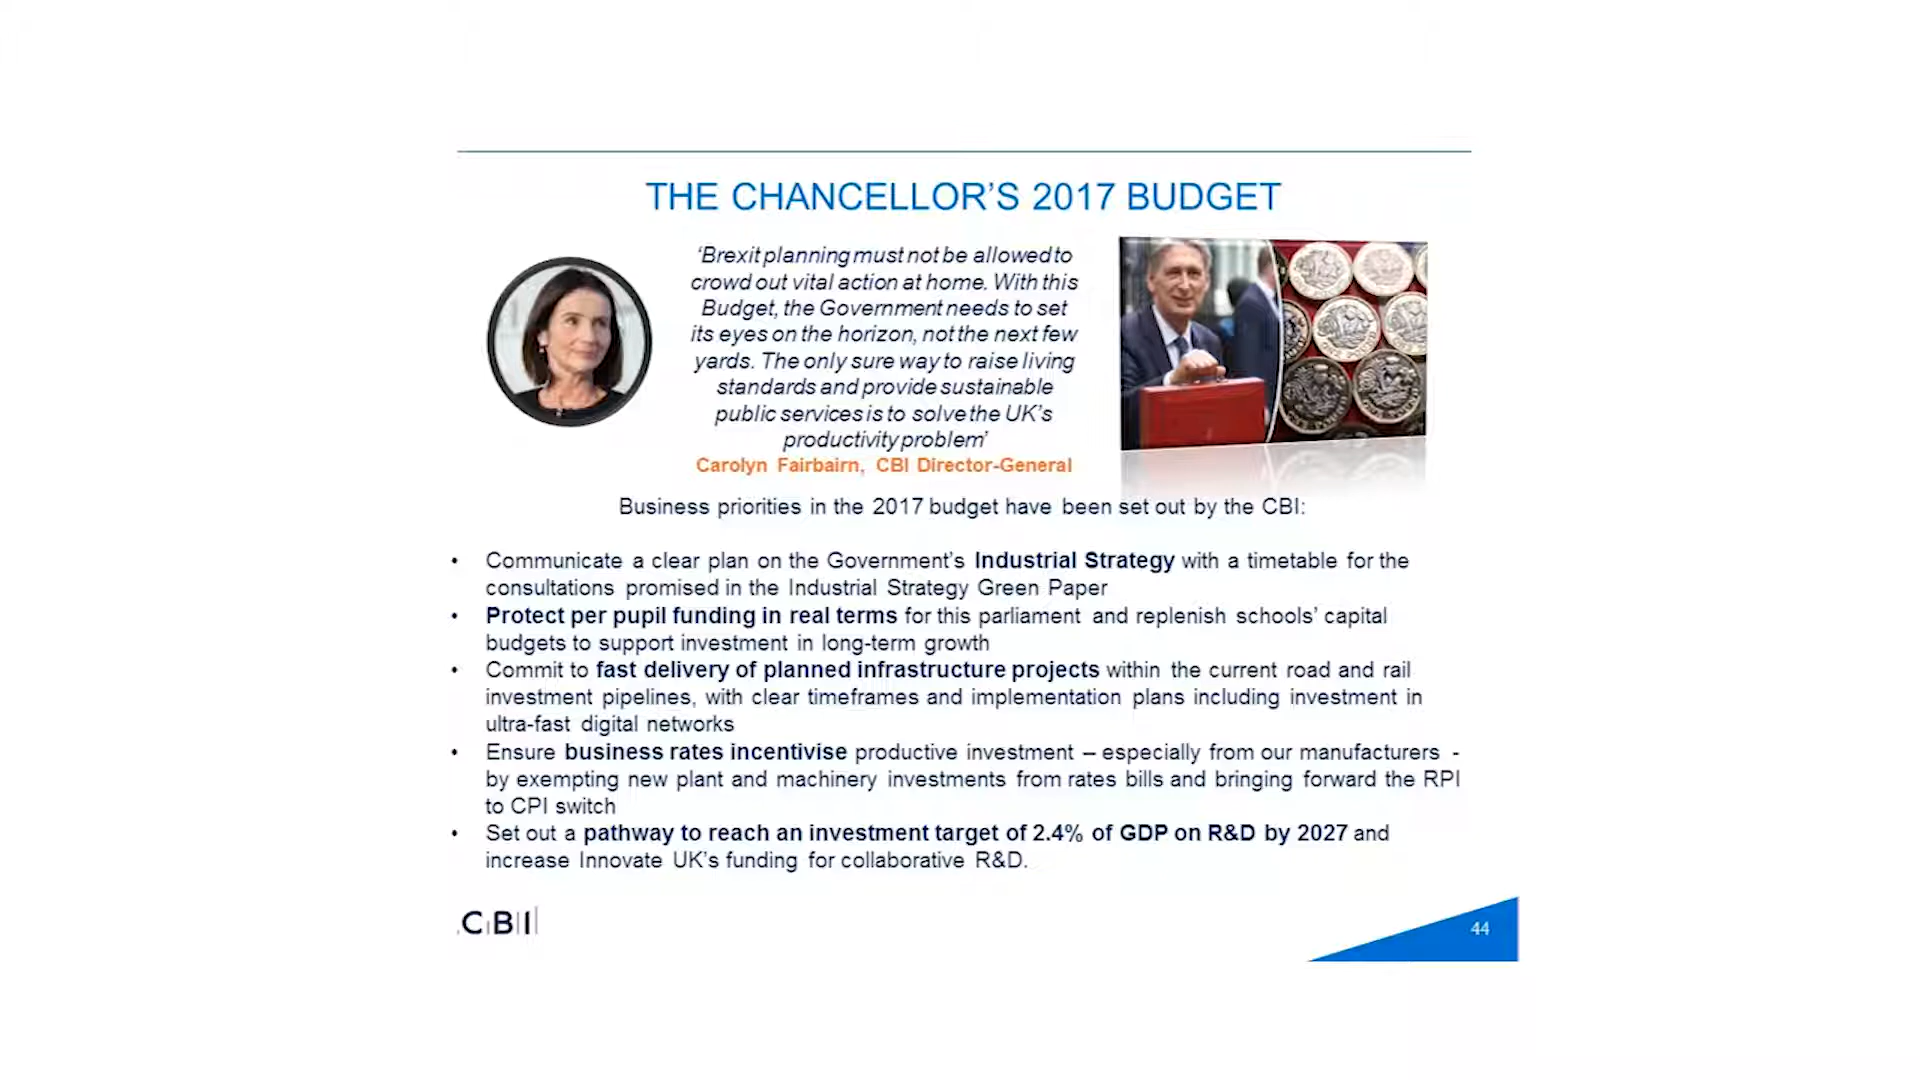 THE CHANCELLOR’S 2017 BUDGET
‘Brexit planning must not be allowed to
crowd out vital action at home. With this
Budget, the Government needs to set
its eyes on the horizon, not the next few
yards. The only sure way to raise living
standards and provide sustainable
public services is to solve the UK’s
productivity problem’
Carolyn Fairbairn, CBI Director-General
Business priorities in the 2017 budget have been set out by the CBI:
• Communicate a clear plan on the Government’s Industrial Strategy with a timetable for the
consultations promised in the Industrial Strategy Green Paper
• Protect per pupil funding in real terms for this parliament and replenish schools’ capital
budgets to support investment in long-term growth
• Commit to fast delivery of planned infrastructure projects within the current road and rail
investment pipelines, with clear timeframes and implementation plans including investment in
ultra-fast digital networks
• Ensure business rates incentivise productive investment – especially from our manufacturers -
by exempting new plant and machinery investments from rates bills and bringing forward the RPI
to CPI switch
• Set out a pathway to reach an investment target of 2.4% of GDP on R&D by 2027 and
increase Innovate UK’s funding for collaborative R&D.
CBI
44